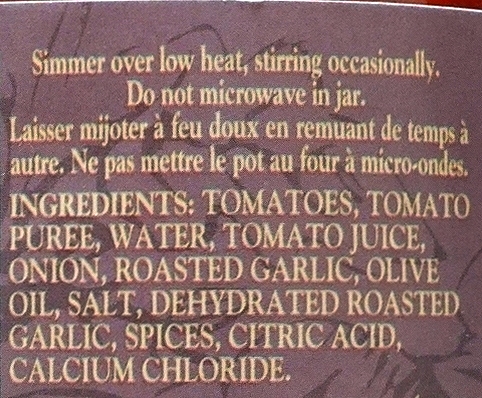 Simmer over low heat, stirring occasionally.
Do not microwave in jar.
Laisser mijoter à feu doux en remuant de temps à
autre. Ne pas mettre le pot au four à micro-ondes.
INGREDIENTS: TOMATOES, TOMATO
PUREE, WATER, TOMATO JUICE,
ONION, ROASTED GARLIC, OLIVE
OIL, SALT, DEHYDRATED ROASTED
GARLIC, SPICES, CITRIC ACID,
CALCIUM CHLORIDE.